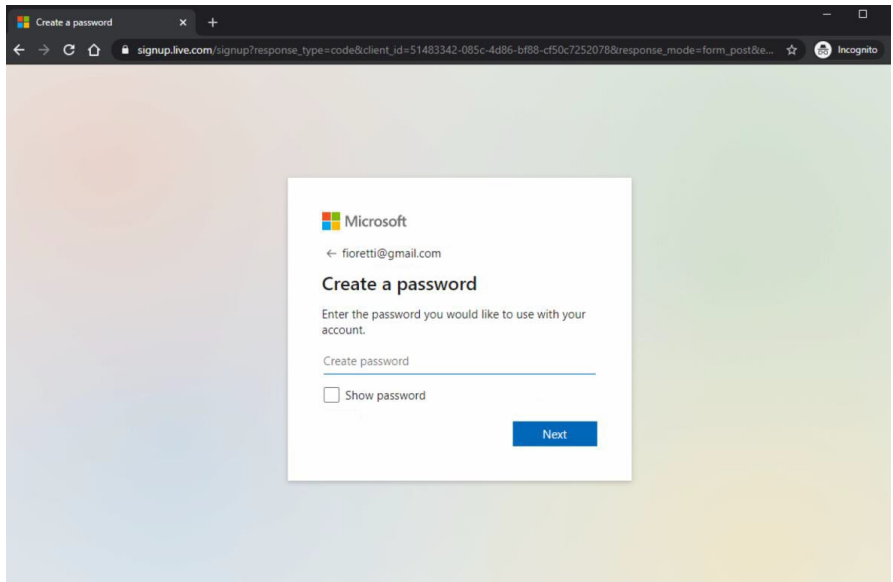 Create a password
signup.live.com/signup?response_type=code&client_id=51483342-085c-4d86-bf88-cf50c7252078&response_mode=form_post&e...
Incognito
Microsoft
← fioretti@gmail.com
Create a password
Enter the password you would like to use with your
account.
Create password
Show password
Next